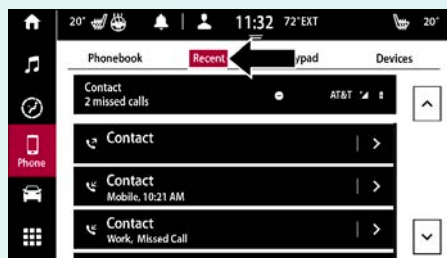 20° 11:32 72°EXT 20°
Phonebook Recent ypad Devices
Contact
2 missed calls
AT&T
Contact
Phone
Contact
Mobile, 10:21 AM
Contact
Work, Missed Call